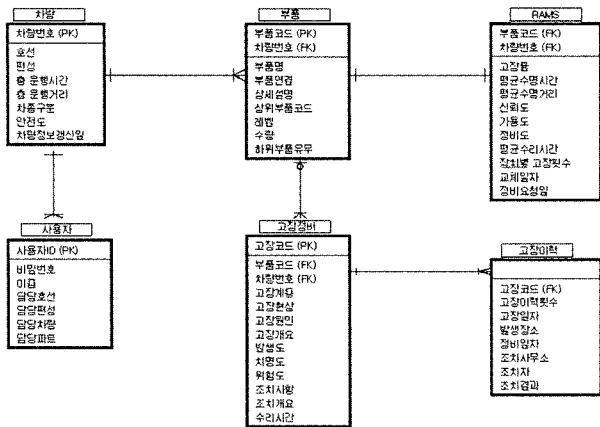 차량
차량번호 (PK)
호선
편성
총 운행시간
총 운행거리
차종구분
안전도
차량정보갱신일
부품
부품코드 (PK)
차량번호 (FK)
부품명
부품연결
상세설명
상위부품코드
레벨
수량
하위부품유무
RAMS
부품코드 (FK)
차량번호 (FK)
고장률
평균수명시간
평균수명거리
신뢰도
가용도
정비도
평균수리시간
장치별 고장횟수
교체일자
정비요청일
사용자
사용자ID (PK)
비밀번호
이름
담당호선
담당편성
담당차량
담당파트
고장정비
고장코드 (PK)
부품코드 (FK)
차량번호 (FK)
고장계통
고장현상
고장원인
고장개요
발생도
치명도
위험도
조치사항
조치개요
수리시간
고장이력
고장코드 (FK)
고장이력횟수
고장일자
발생장소
정비일자
조치사무소
조치자
조치결과